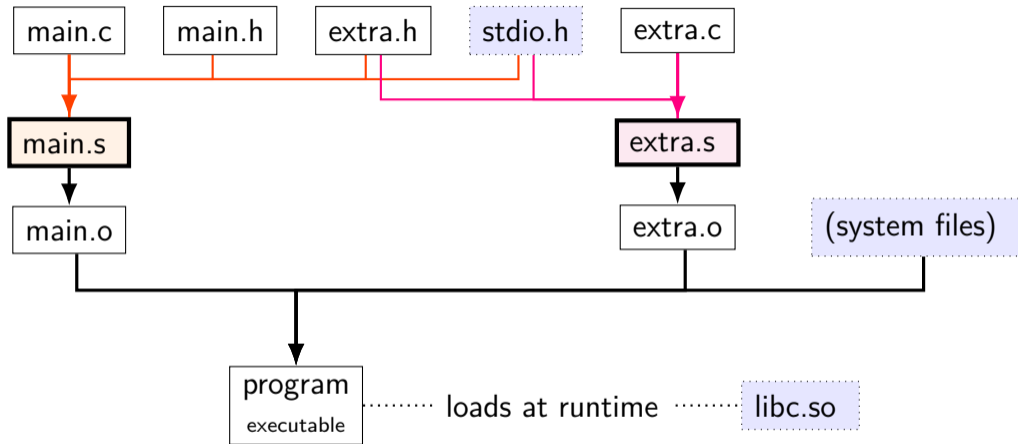 main.c
main.h
extra.h
stdio.h
extra.c
main.s
extra.s
main.o
extra.o
(system files)
program
executable
loads at runtime
libc.so